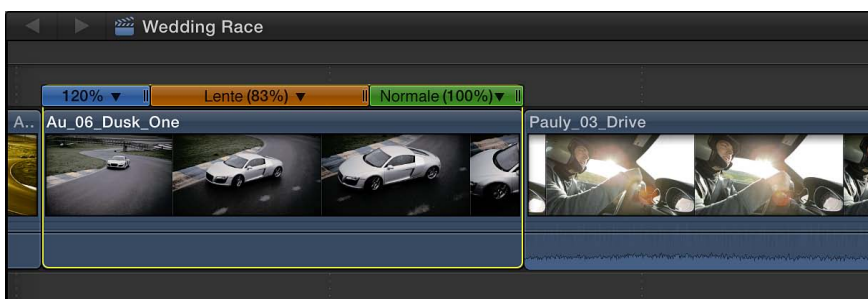 Wedding Race
120% Lente (83%) Normale (100%)
A.. Au_06_Dusk_One Pauly_03_Drive